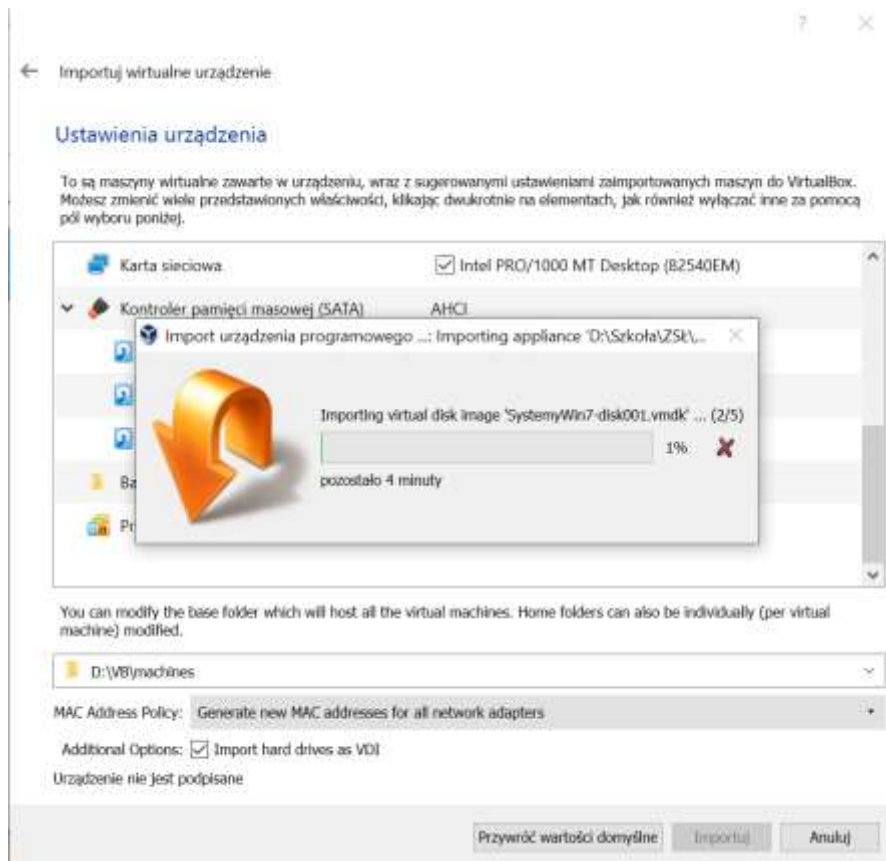 ?
Importuj wirtualne urządzenie
Ustawienia urządzenia
To są maszyny wirtualne zawarte w urządzeniu, wraz z sugerowanymi ustawieniami zaimportowanych maszyn do VirtualBox.
Możesz zmienić wiele przedstawionych właściwości, klikając dwukrotnie na elementach, jak również wyłączać inne za pomocą
pól wyboru poniżej.
Karta sieciowa Intel PRO/1000 MT Desktop (82540EM)
Kontroler pamięci masowej (SATA) AHCI
Import urządzenia programowego ...: Importing appliance 'D:\Szkoła\ZSŁ\...
Importing virtual disk image 'SystemyWin7-disk001.vmdk' ... (2/5)
1%
pozostało 4 minuty
Ba
Pr
You can modify the base folder which will host all the virtual machines. Home folders can also be individually (per virtual
machine) modified.
D:\VB\machines
MAC Address Policy: Generate new MAC addresses for all network adapters
Additional Options: Import hard drives as VDI
Urządzenie nie jest podpisane
Przywróć wartości domyślne Importuj Anuluj